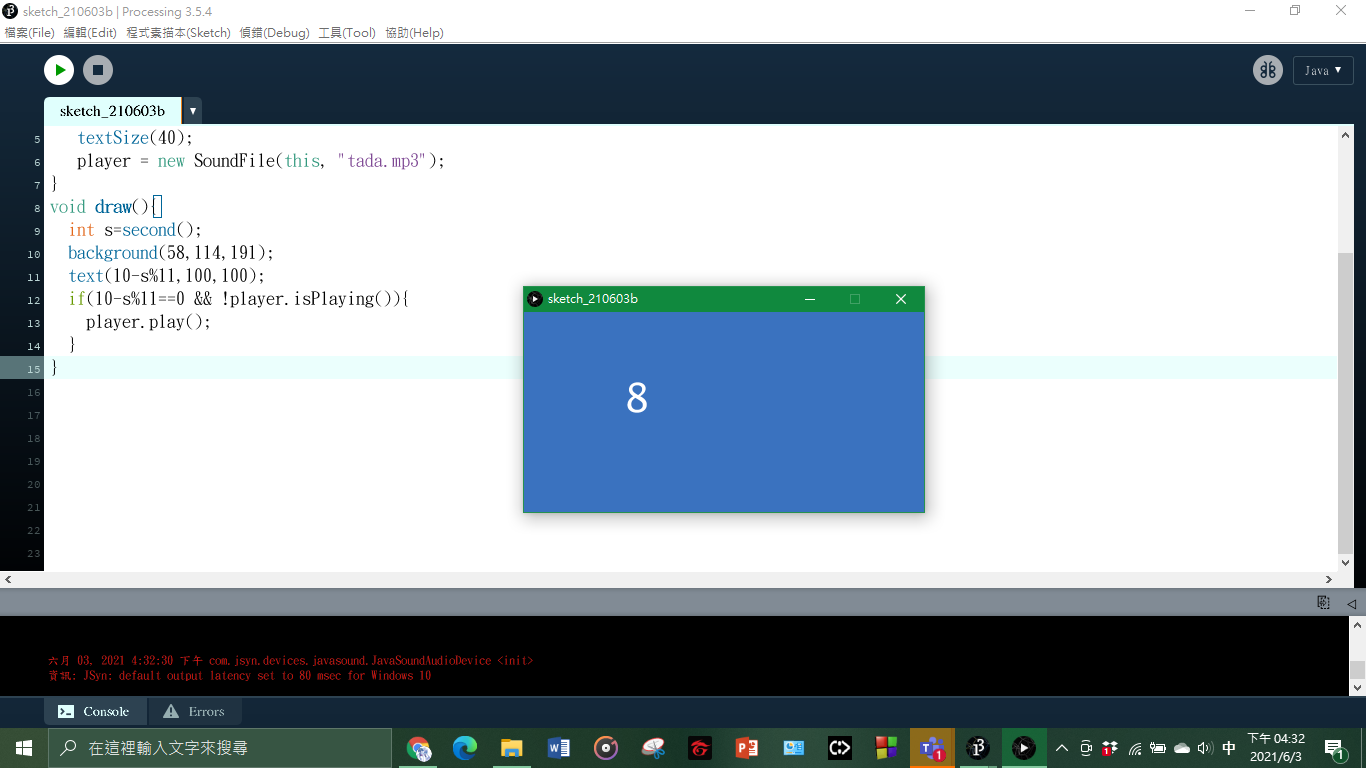 sketch_210603b | Processing 3.5.4
檔案(File) 編輯(Edit) 程式素描本(Sketch) 偵錯(Debug) 工具(Tool) 協助(Help)
Java ▼
sketch_210603b ▼
5 textSize(40);
6 player = new SoundFile(this, "tada.mp3");
7 }
8 void draw(){
9 int s=second();
10 background(58,114,191);
11 text(10-s%11,100,100);
12 if(10-s%11==0 && !player.isPlaying()){
13 player.play();
14 }
15 }
16
17
18
19
20
21
22
23
sketch_210603b
8
六月 03, 2021 4:32:30 下午 com.jsyn.devices.javasound.JavaSoundAudioDevice <init>
資訊: JSyn: default output latency set to 80 msec for Windows 10
Console Errors
在這裡輸入文字來搜尋
中
下午 04:32
2021/6/3
1
1